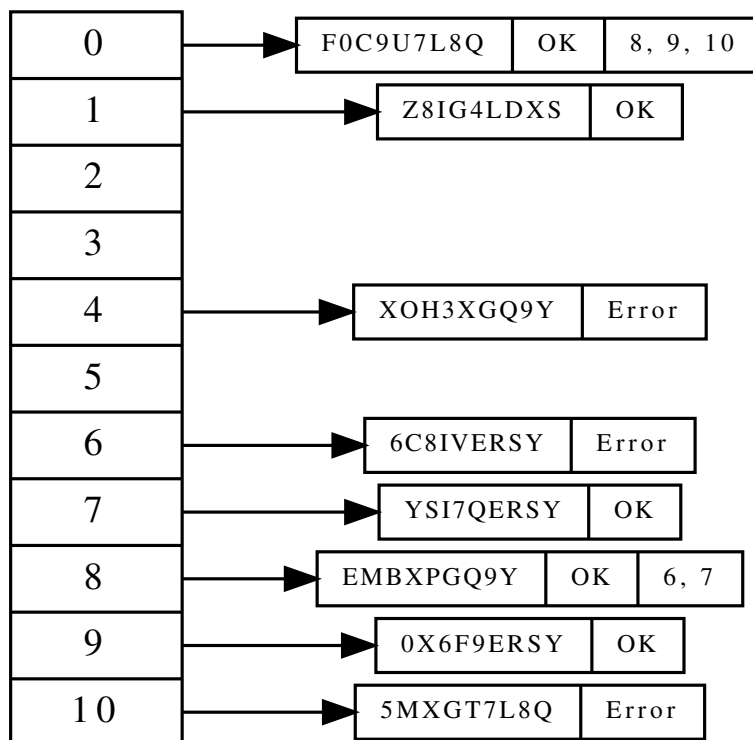 0 F0C9U7L8Q OK 8, 9, 10
1 Z8IG4LDXS OK
2
3
4 XOH3XGQ9Y Error
5
6 6C8IVERSY Error
7 YSI7QERSY OK
8 EMBXPGQ9Y OK 6, 7
9 0X6F9ERSY OK
10 5MXGT7L8Q Error